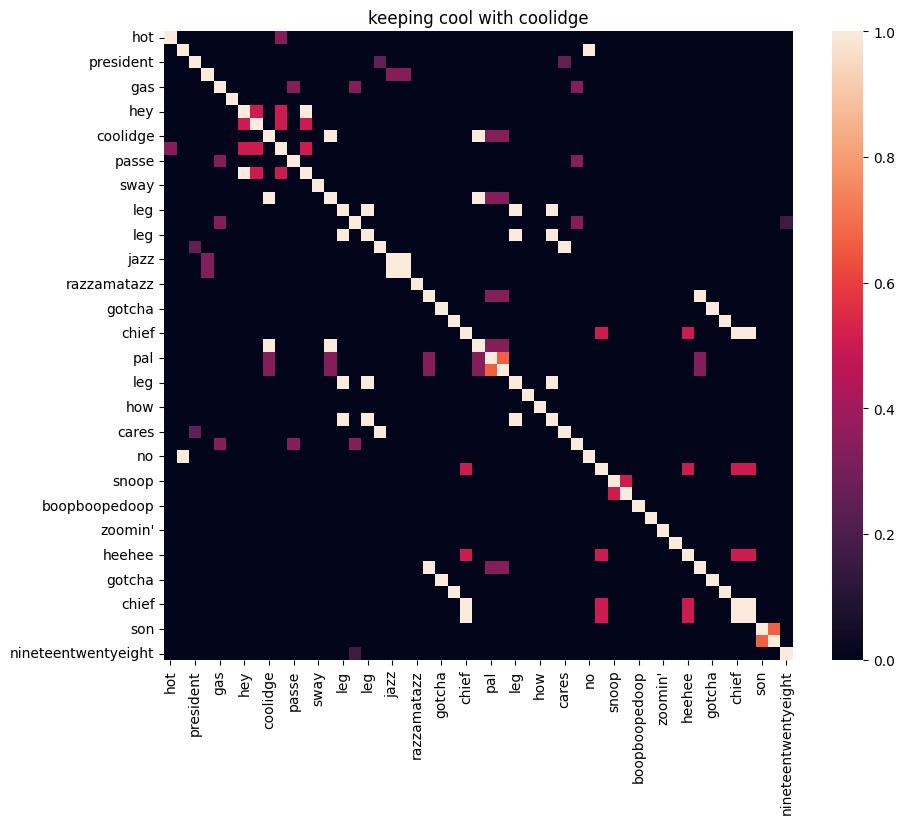 keeping cool with coolidge
hot
president
gas
hey
coolidge
passe
sway
leg
leg
jazz
razzamatazz
gotcha
chief
pal
leg
how
cares
no
snoop
boopboopedoop
zoomin'
heehee
gotcha
chief
son
nineteentwentyeight
1.0
0.8
0.6
0.4
0.2
0.0
hot
president
gas
hey
coolidge
passe
sway
leg
leg
jazz
razzamatazz
gotcha
chief
pal
leg
how
cares
no
snoop
boopboopedoop
zoomin'
heehee
gotcha
chief
son
nineteentwentyeight